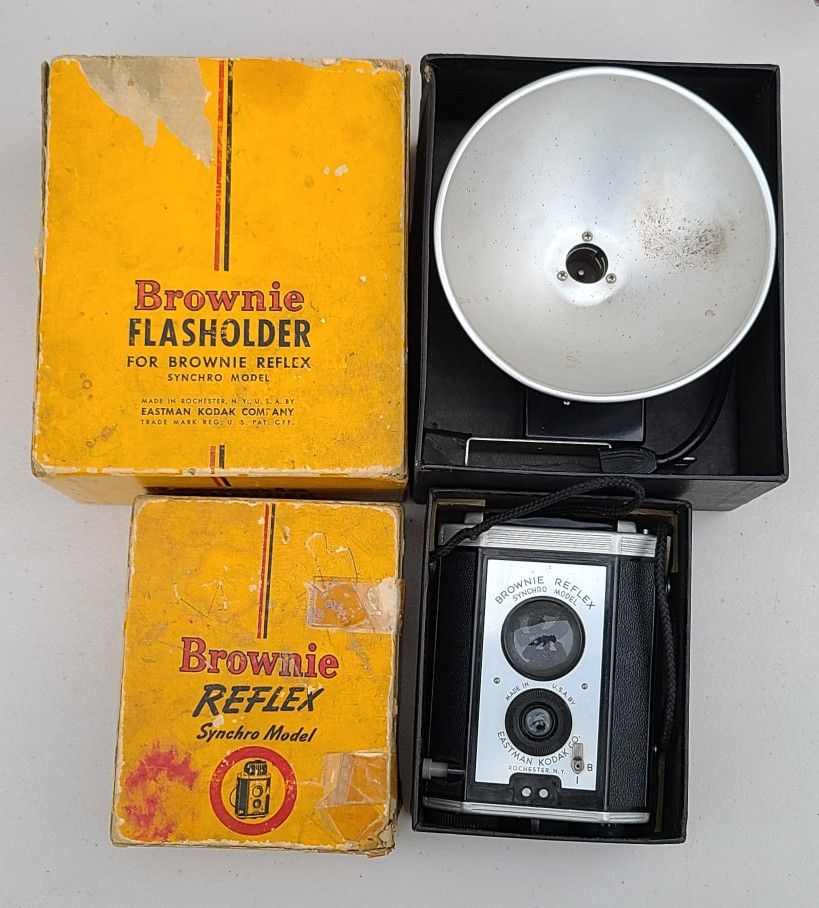 Brownie
FLASHOLDER
FOR BROWNIE REFLEX
SYNCHRO MODEL
MADE IN ROCHESTER, N.Y., U.S.A. BY
EASTMAN KODAK COMPANY
TRADE MARK REG. U.S. PAT. OFF.
Brownie
REFLEX
Synchro Model
BROWNIE REFLEX
SYNCHRO MODEL
MADE IN U.S.A. BY
EASTMAN KODAK CO.
ROCHESTER, N.Y.
B
I